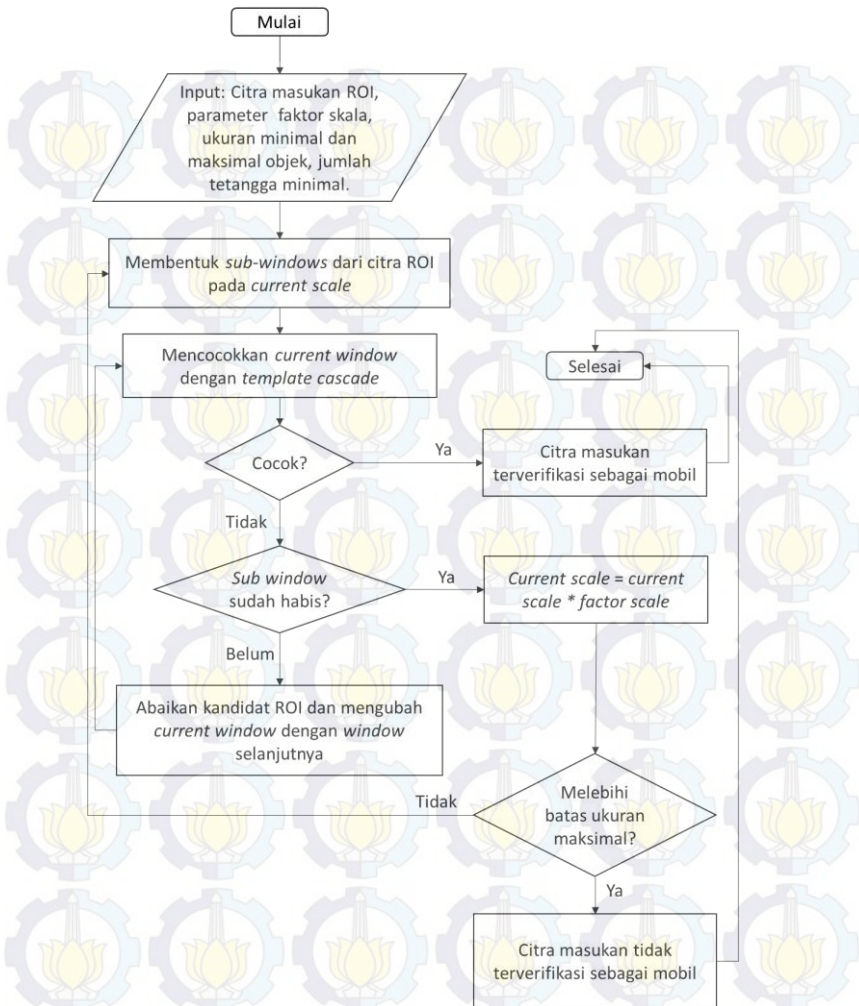 Mulai
Input: Citra masukan ROI,
parameter faktor skala,
ukuran minimal dan
maksimal objek, jumlah
tetangga minimal.
Membentuk sub-windows dari citra ROI
pada current scale
Mencocokkan current window
dengan template cascade
Selesai
Cocok?
Ya
Citra masukan
terverifikasi sebagai mobil
Tidak
Sub window
sudah habis?
Ya
Current scale = current
scale * factor scale
Belum
Abaikan kandidat ROI dan mengubah
current window dengan window
selanjutnya
Tidak
Melebihi
batas ukuran
maksimal?
Ya
Citra masukan tidak
terverifikasi sebagai mobil